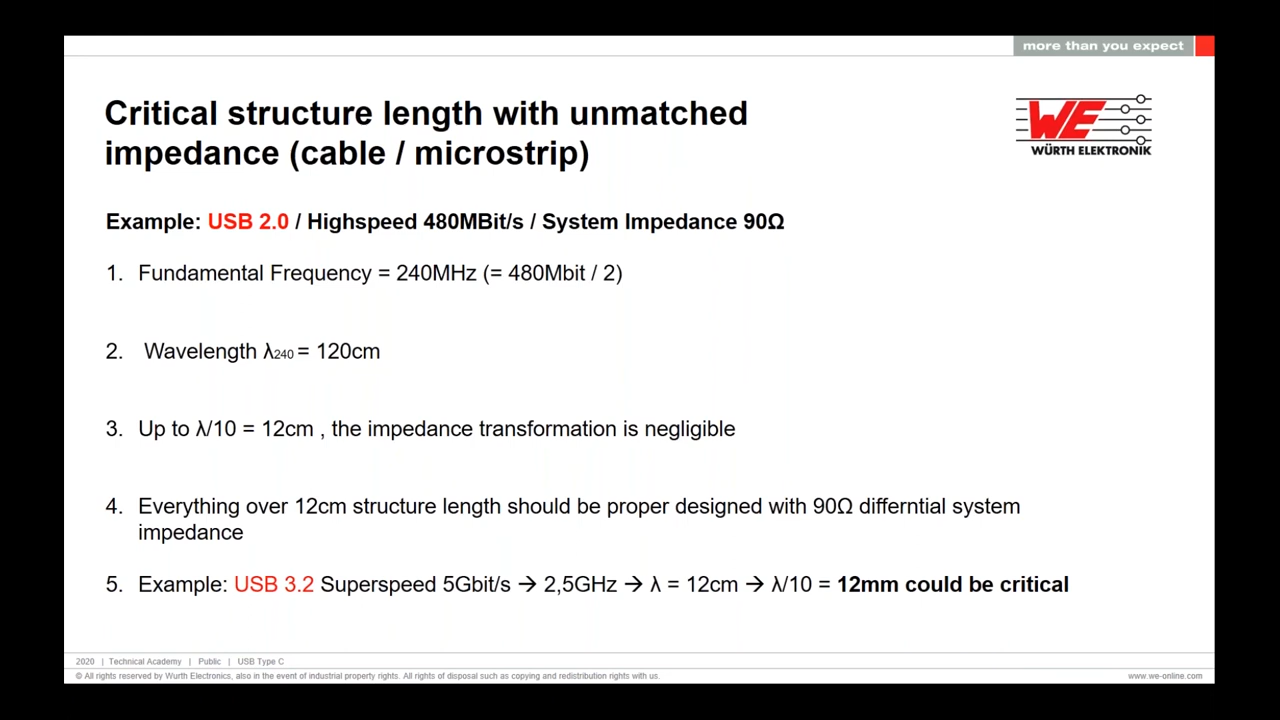 more than you expect
Critical structure length with unmatched
impedance (cable / microstrip)
WE
WÜRTH ELEKTRONIK
Example: USB 2.0 / Highspeed 480MBit/s / System Impedance 90Ω
1. Fundamental Frequency = 240MHz (= 480Mbit / 2)
2. Wavelength λ240 = 120cm
3. Up to λ/10 = 12cm , the impedance transformation is negligible
4. Everything over 12cm structure length should be proper designed with 90Ω differntial system
impedance
5. Example: USB 3.2 Superspeed 5Gbit/s → 2,5GHz → λ = 12cm → λ/10 = 12mm could be critical
2020 | Technical Academy | Public | USB Type C
© All rights reserved by Wurth Electronics, also in the event of industrial property rights. All rights of disposal such as copying and redistribution rights with us.
www.we-online.com